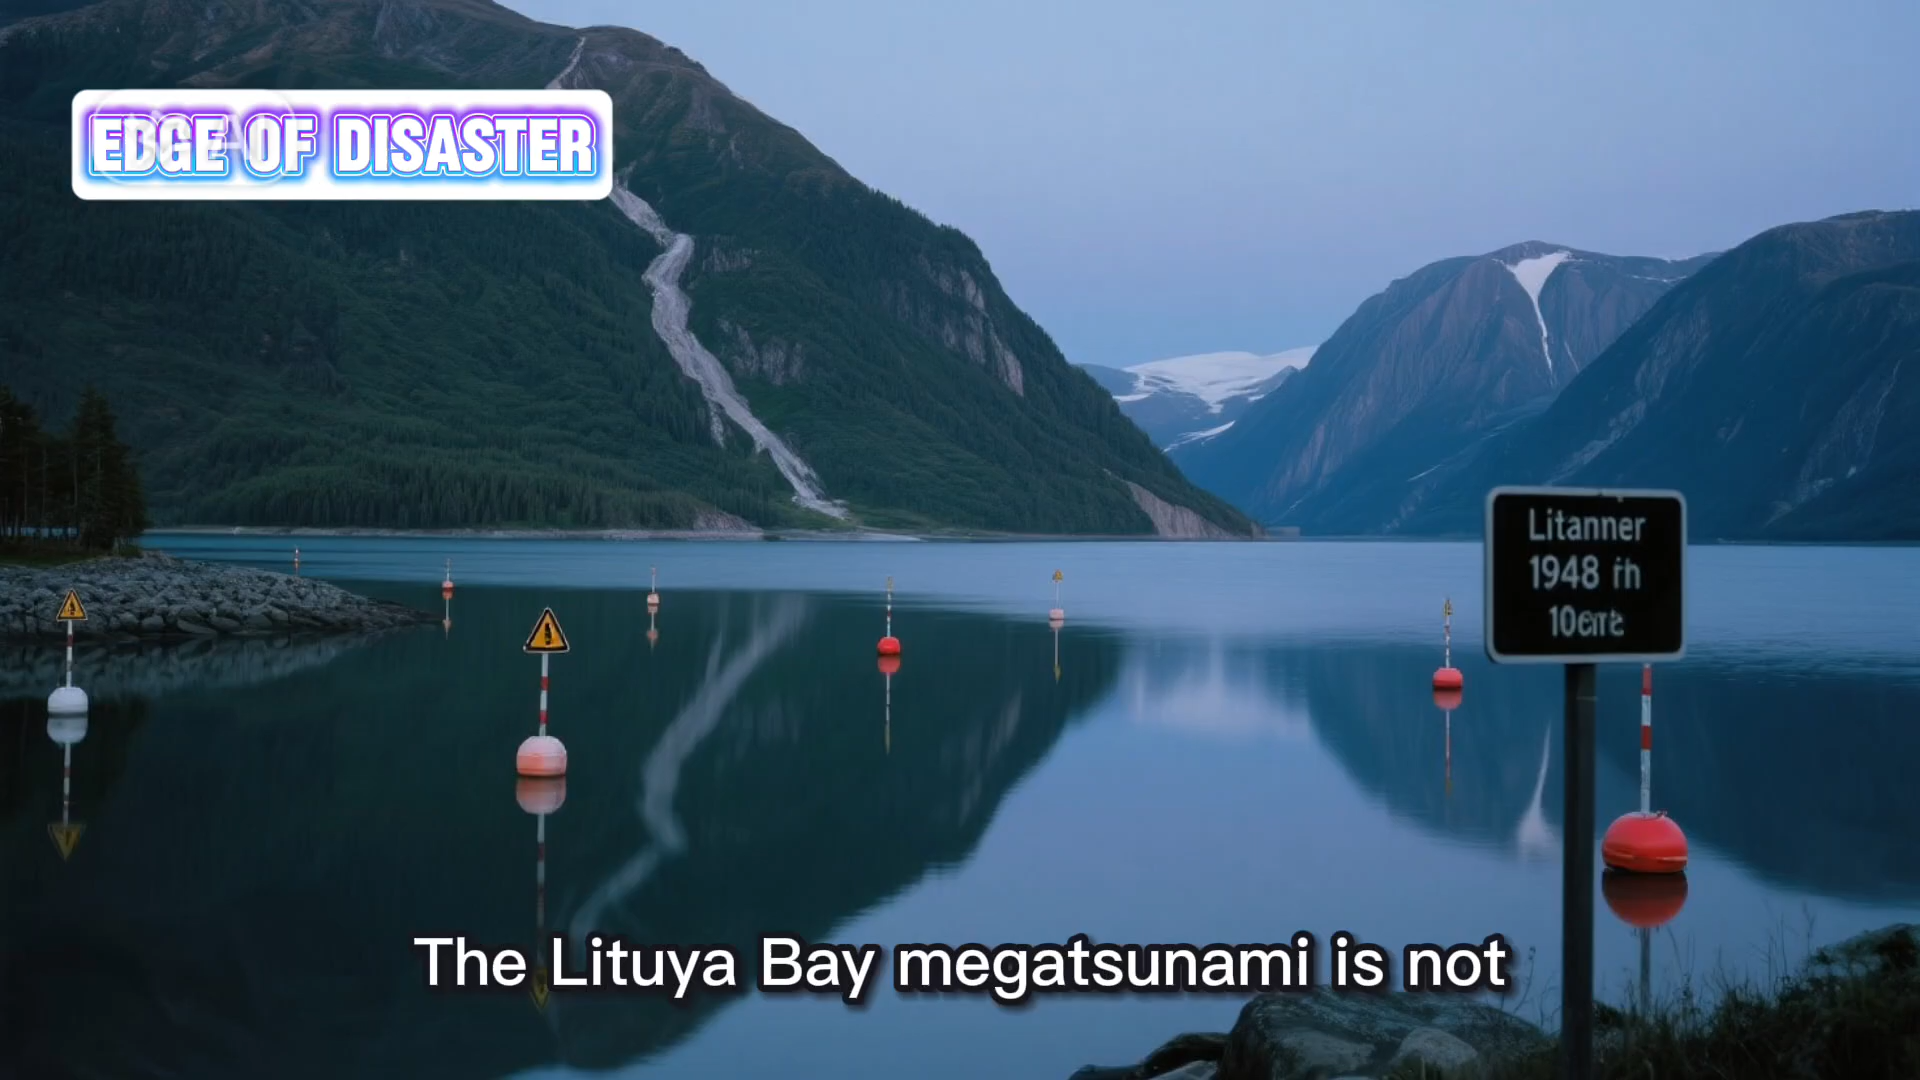 EDGE OF DISASTER
Litanner
1948
The Lituya Bay megatsunami is not